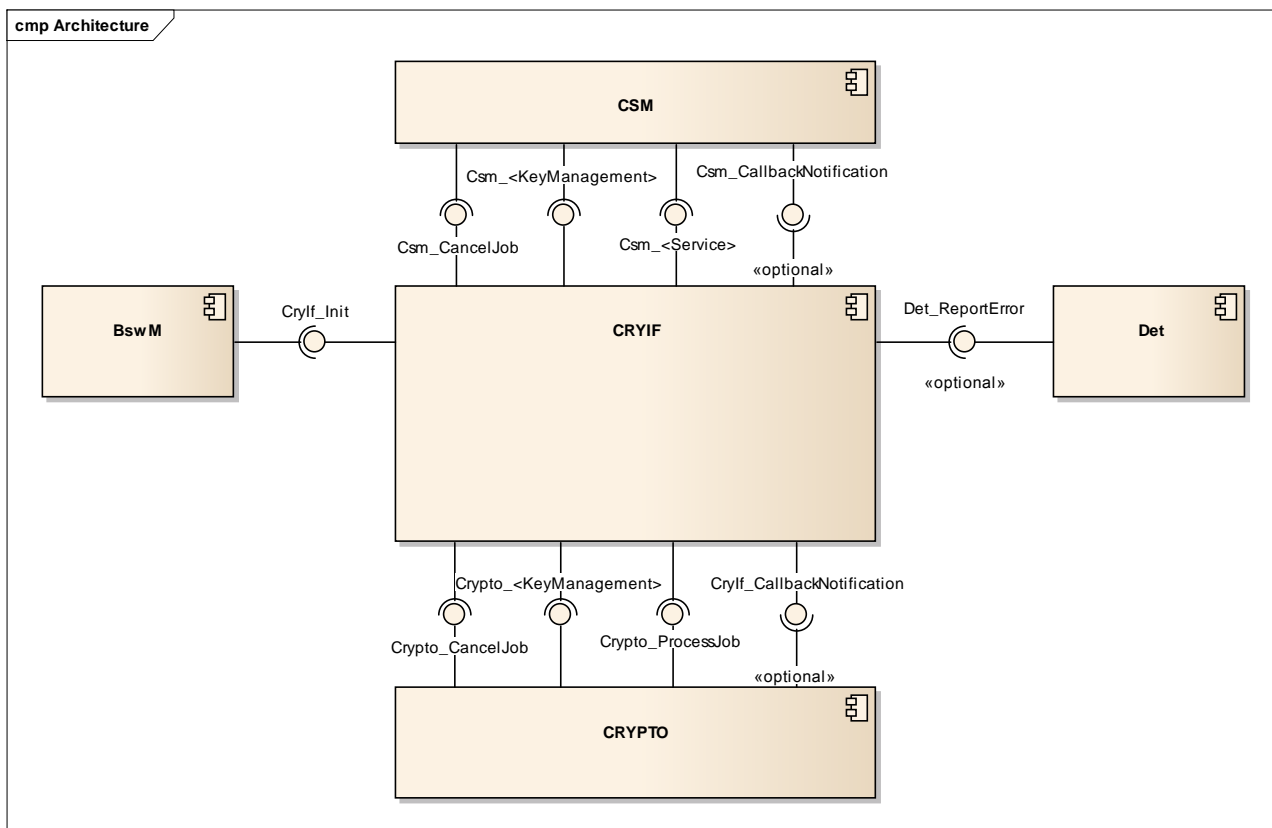 cmp Architecture
CSM
Csm_<KeyManagement>
Csm_CallbackNotification
Csm_CancelJob
Csm_<Service>
«optional»
BswM
CryIf_Init
CRYIF
Det_ReportError
«optional»
Det
Crypto_<KeyManagement>
CryIf_CallbackNotification
Crypto_CancelJob
Crypto_ProcessJob
«optional»
CRYPTO